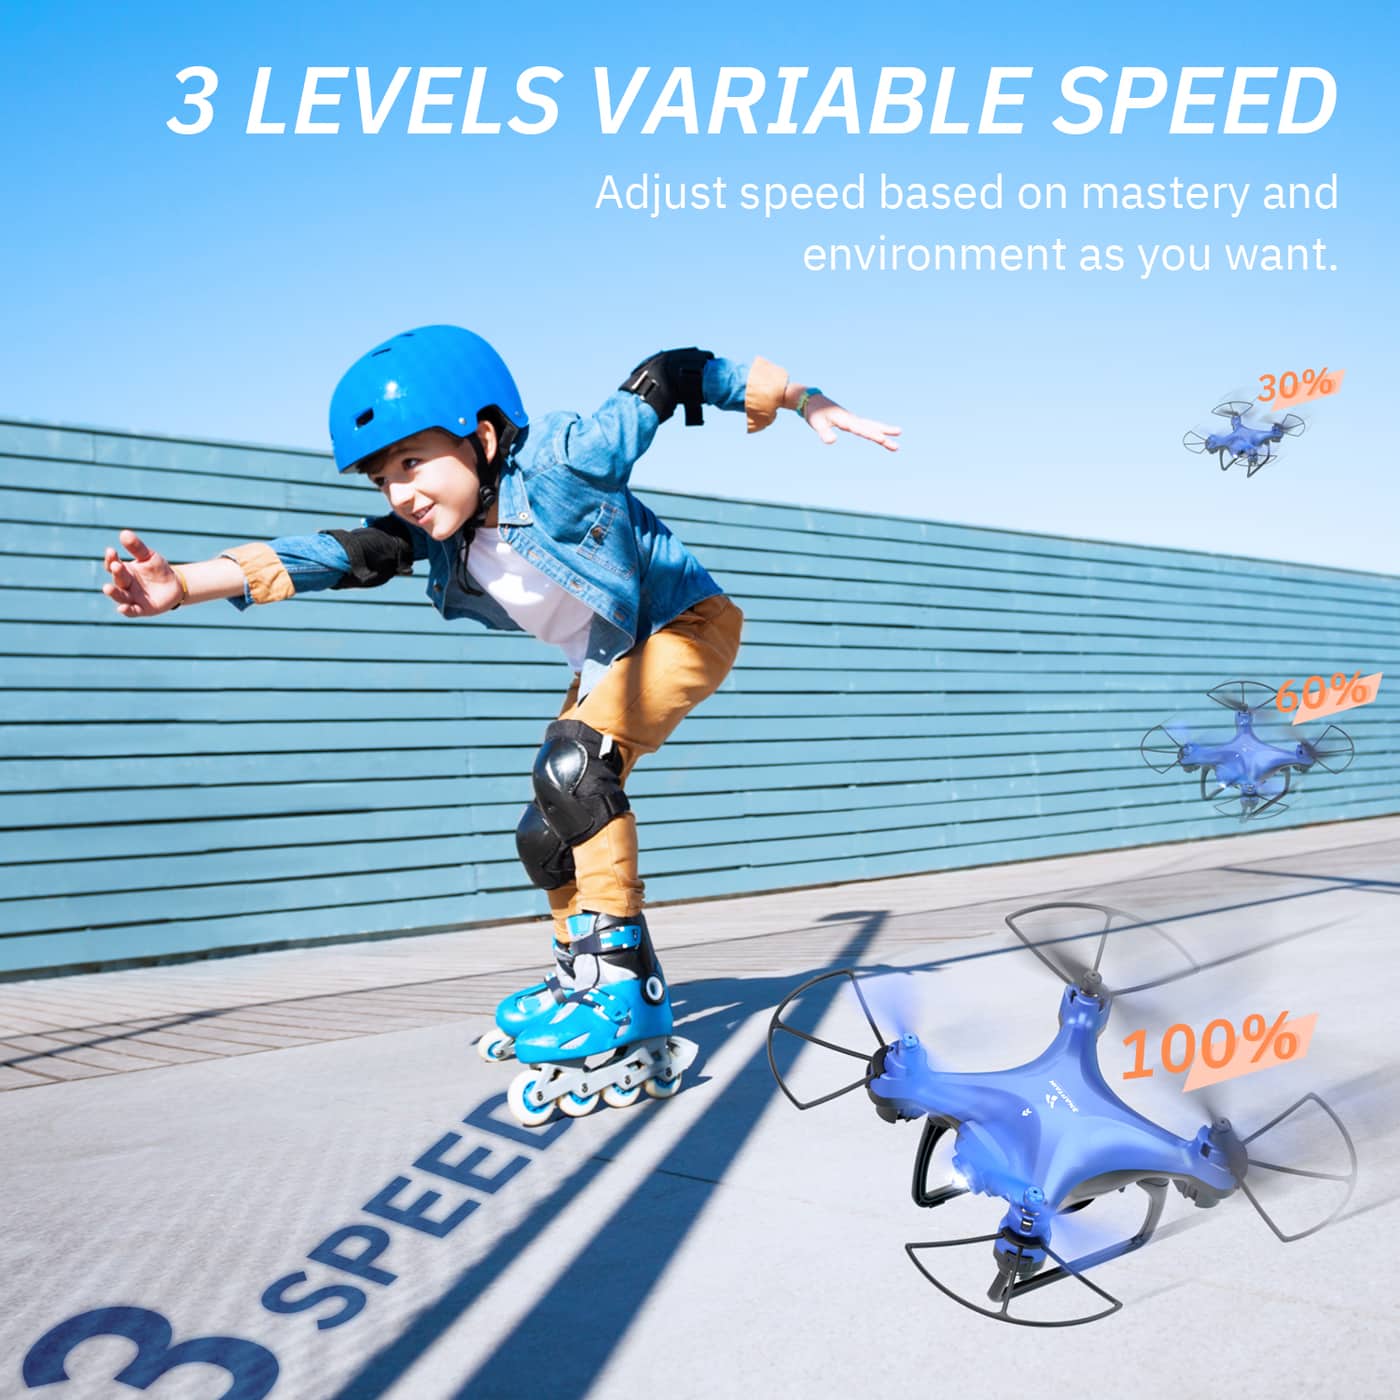 3 LEVELS VARIABLE SPEED
Adjust speed based on mastery and
environment as you want.
30%
60%
100%
SNAPTAIN
3 SPEED